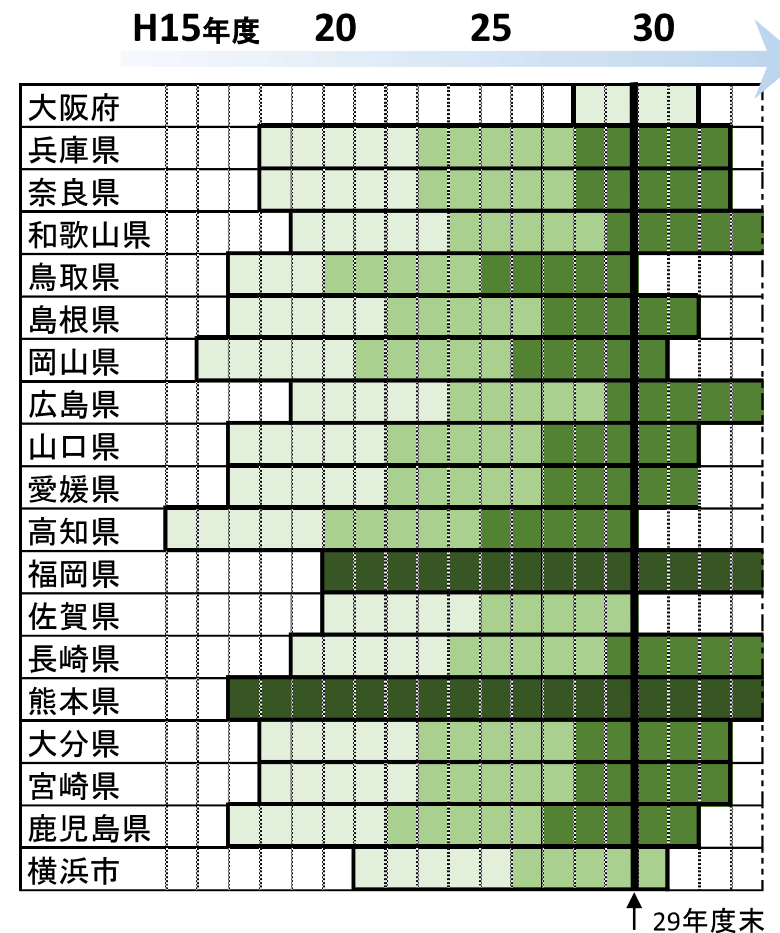 H15年度 20 25 30
大阪府
兵庫県
奈良県
和歌山県
鳥取県
島根県
岡山県
広島県
山口県
愛媛県
高知県
福岡県
佐賀県
長崎県
熊本県
大分県
宮崎県
鹿児島県
横浜市
29年度末